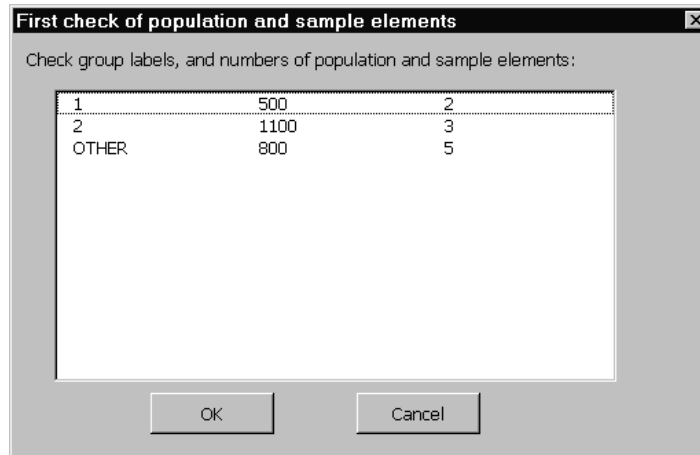 First check of population and sample elements
Check group labels, and numbers of population and sample elements:
1 500 2
2 1100 3
OTHER 800 5
OK Cancel